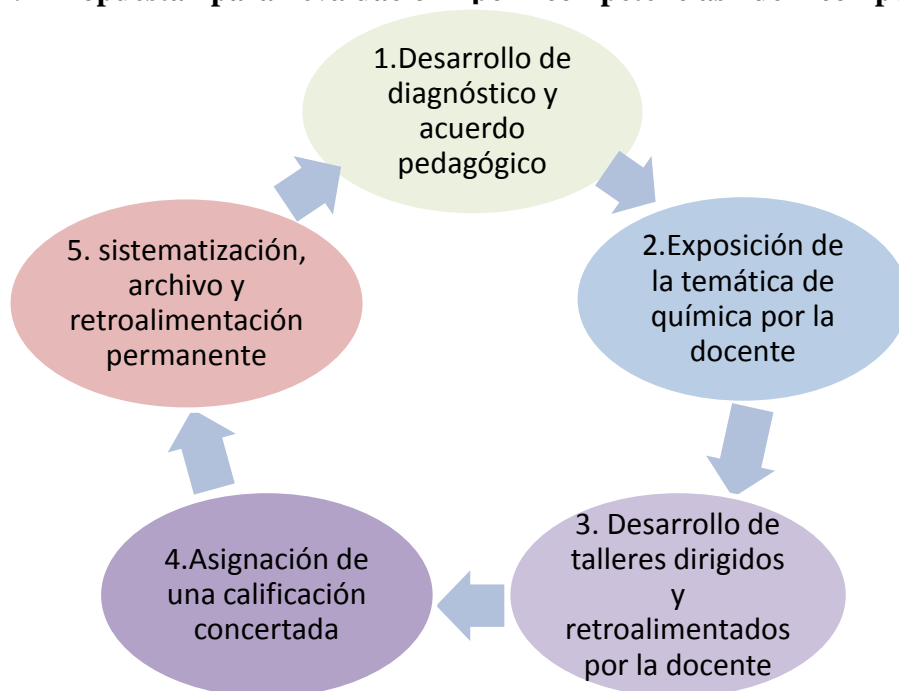 1.Desarrollo de
diagnóstico y
acuerdo
pedagógico
2.Exposición de
la temática de
química por la
docente
3. Desarrollo de
talleres dirigidos
y
retroalimentados
por la docente
4.Asignación de
una calificación
concertada
5. sistematización,
archivo y
retroalimentación
permanente